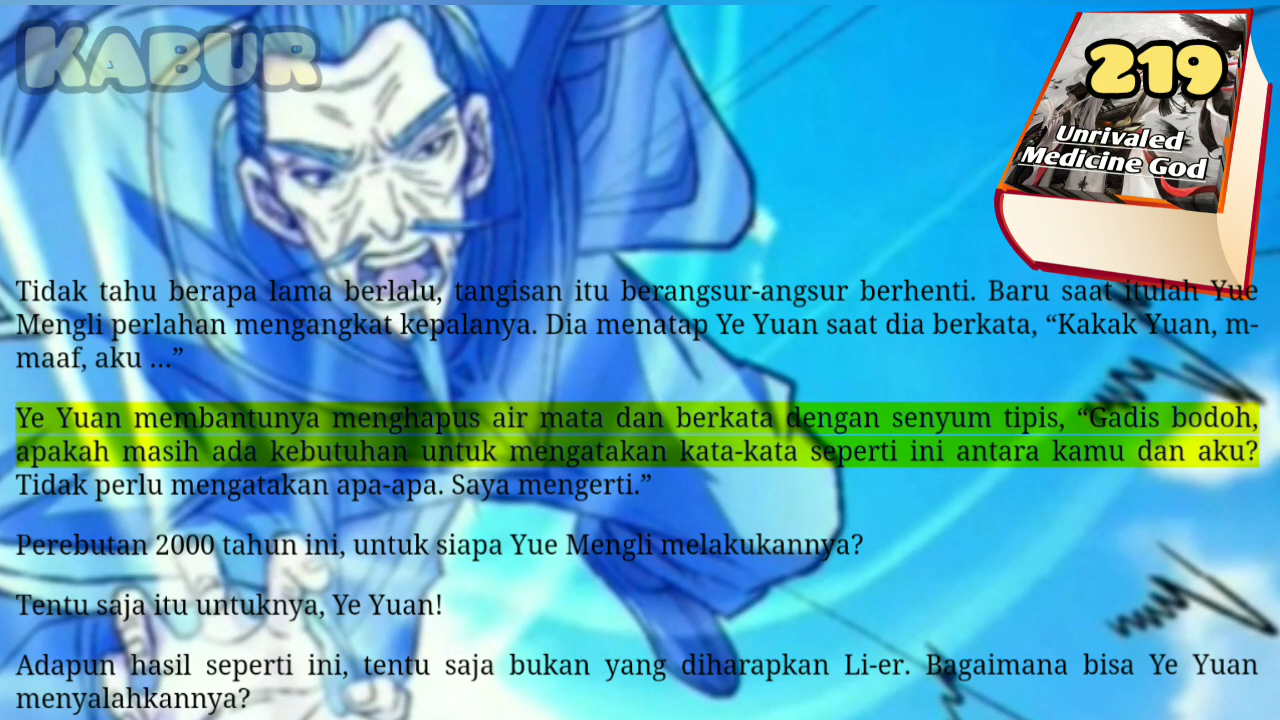 KABUR
219
Unrivaled
Medicine God
Tidak tahu berapa lama berlalu, tangisan itu berangsur-angsur berhenti. Baru saat itulah Yue
Mengli perlahan mengangkat kepalanya. Dia menatap Ye Yuan saat dia berkata, “Kakak Yuan, m-
maaf, aku ...”
Ye Yuan membantunya menghapus air mata dan berkata dengan senyum tipis, “Gadis bodoh,
apakah masih ada kebutuhan untuk mengatakan kata-kata seperti ini antara kamu dan aku?
Tidak perlu mengatakan apa-apa. Saya mengerti.”
Perebutan 2000 tahun ini, untuk siapa Yue Mengli melakukannya?
Tentu saja itu untuknya, Ye Yuan!
Adapun hasil seperti ini, tentu saja bukan yang diharapkan Li-er. Bagaimana bisa Ye Yuan
menyalahkannya?